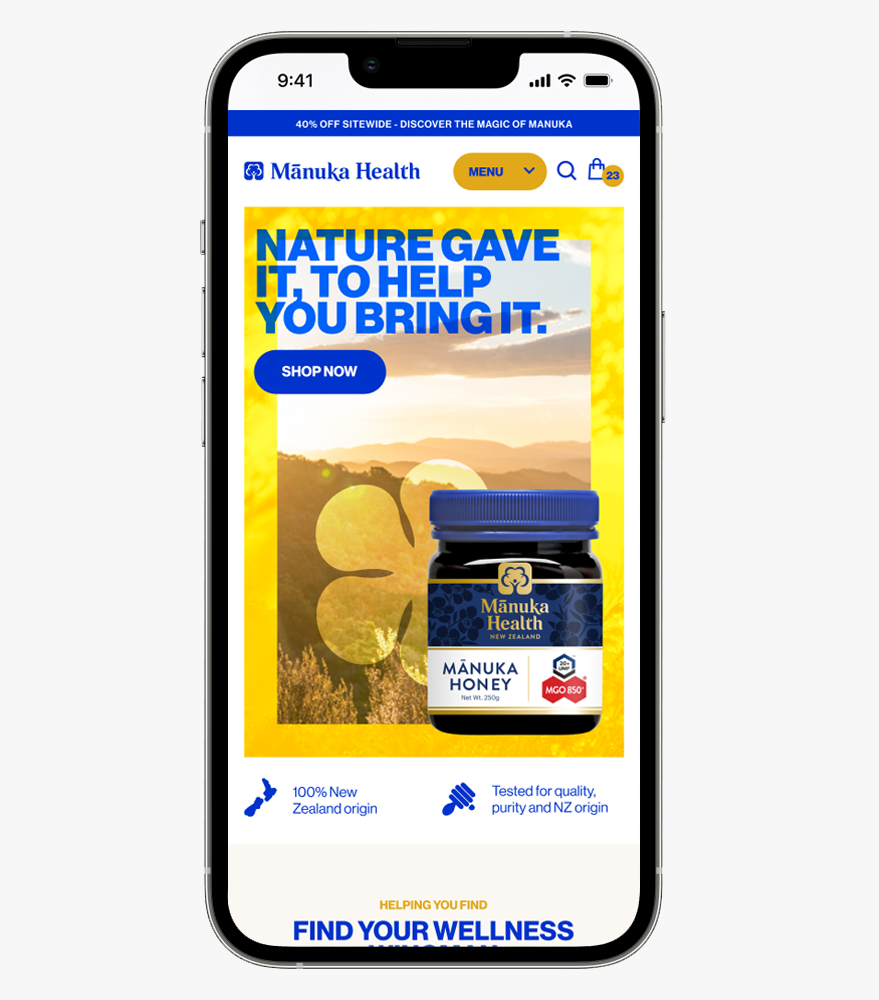 9:41
40% OFF SITEWIDE - DISCOVER THE MAGIC OF MANUKA
Mānuka Health
MENU
23
NATURE GAVE
IT, TO HELP
YOU BRING IT.
SHOP NOW
Mānuka
Health
NEW ZEALAND
MĀNUKA
HONEY
Net Wt. 250g
20+
UMF
MGO 850+
100% New
Zealand origin
Tested for quality,
purity and NZ origin
HELPING YOU FIND
FIND YOUR WELLNESS